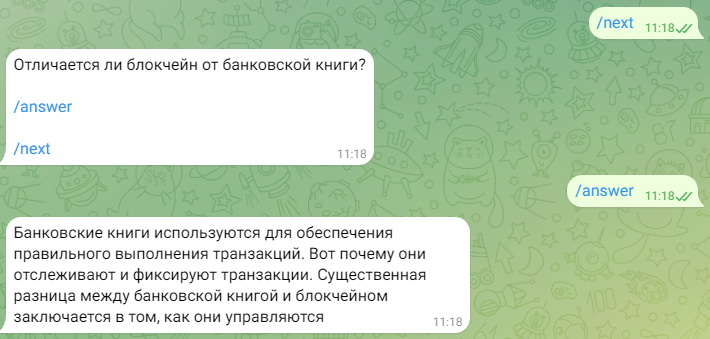 /next
11:18
Отличается ли блокчейн от банковской книги?
/answer
/next
11:18
/answer
11:18
Банковские книги используются для обеспечения
правильного выполнения транзакций. Вот почему они
отслеживают и фиксируют транзакции. Существенная
разница между банковской книгой и блокчейном
заключается в том, как они управляются
11:18